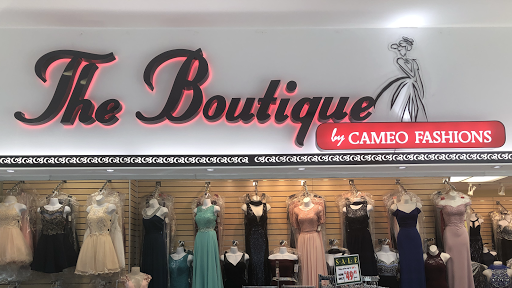 The Boutique
by CAMEO FASHIONS
SALE